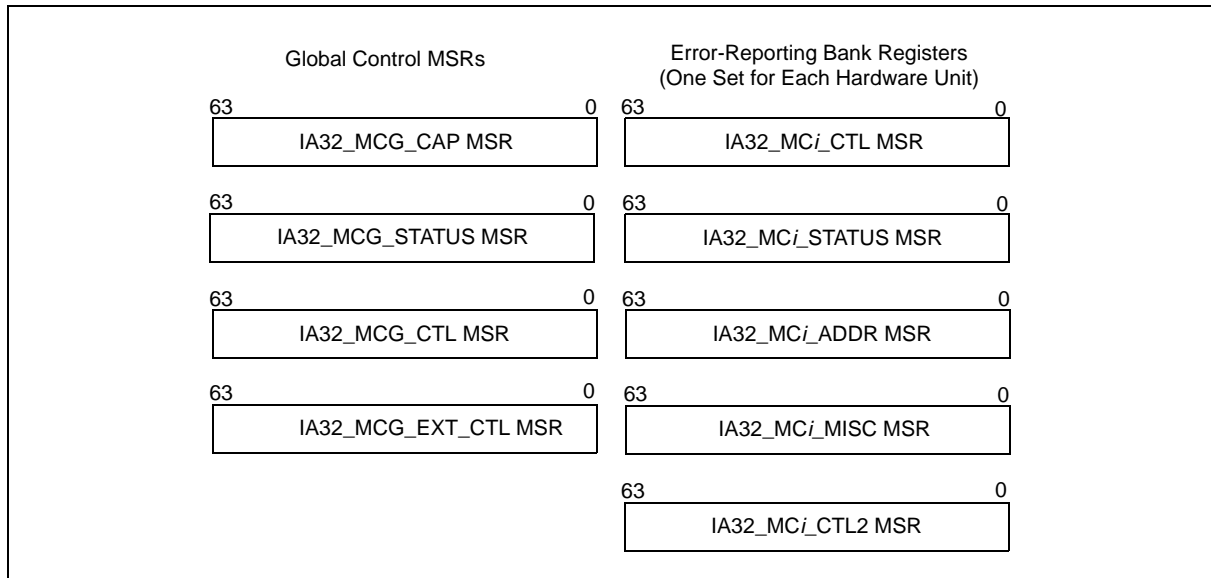 Global Control MSRs
63 0
IA32_MCG_CAP MSR
63 0
IA32_MCG_STATUS MSR
63 0
IA32_MCG_CTL MSR
63 0
IA32_MCG_EXT_CTL MSR
Error-Reporting Bank Registers
(One Set for Each Hardware Unit)
63 0
IA32_MCi_CTL MSR
63 0
IA32_MCi_STATUS MSR
63 0
IA32_MCi_ADDR MSR
63 0
IA32_MCi_MISC MSR
63 0
IA32_MCi_CTL2 MSR